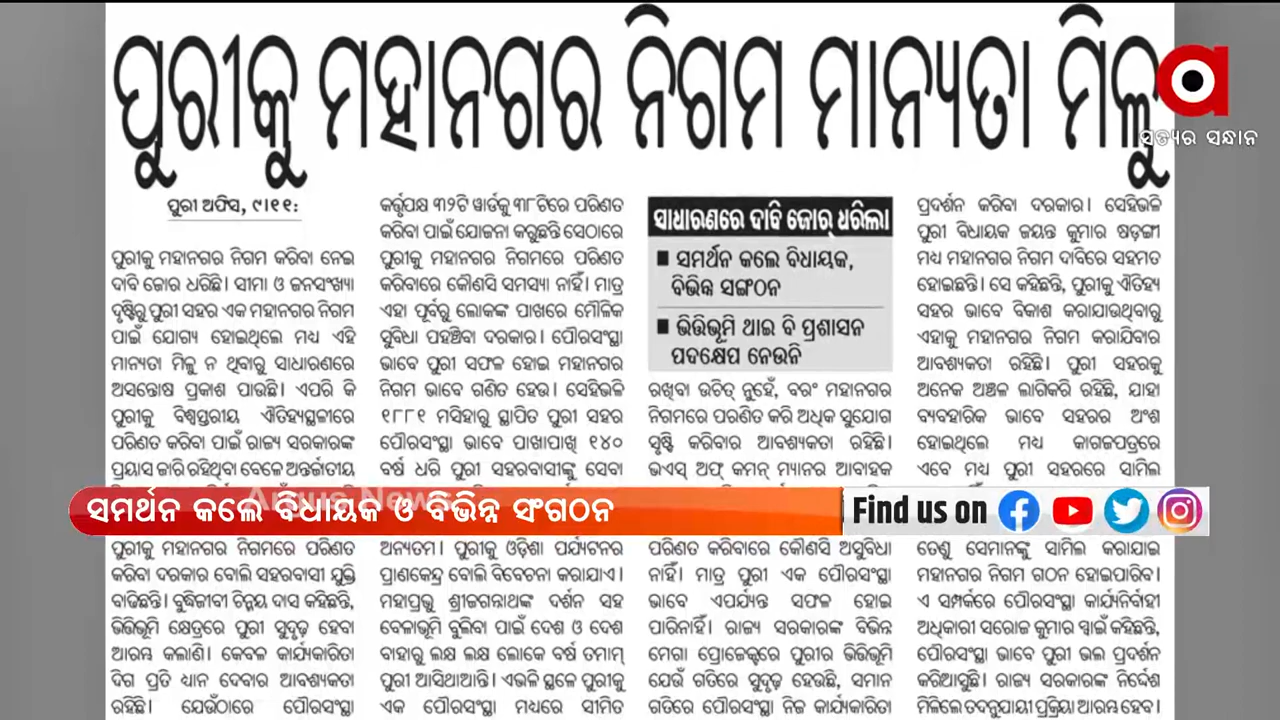 ପୁରୀକୁ ମହାନଗର ନିଗମ ମାନ୍ୟତା ମିଳୁ
ସତ୍ୟର ସନ୍ଧାନ
ପୁରୀ ଅଫିସ, ୯ା୧୧:
ପୁରୀକୁ ମହାନଗର ନିଗମ କରିବା ନେଇ
ଦାବି ଜୋର ଧରିଛି। ସୀମା ଓ ଜନସଂଖ୍ୟା
ଦୃଷ୍ଟିରୁ ପୁରୀ ସହର ଏକ ମହାନଗର ନିଗମ
ପାଇଁ ଯୋଗ୍ୟ ହୋଇଥିଲେ ମଧ୍ୟ ଏହି
ମାନ୍ୟତା ମିଳୁ ନ ଥିବାରୁ ସାଧାରଣରେ
ଅସନ୍ତୋଷ ପ୍ରକାଶ ପାଉଛି। ଏପରି କି
ପୁରୀକୁ ବିଶ୍ୱସ୍ତରୀୟ ଐତିହ୍ୟସ୍ଥଳୀରେ
ପରିଣତ କରିବା ପାଇଁ ରାଜ୍ୟ ସରକାରଙ୍କ
ପ୍ରୟାସ ଜାରି ରହିଥିବା ବେଳେ ଅନ୍ତର୍ଜାତୀୟ
ପୁରୀକୁ ମହାନଗର ନିଗମରେ ପରିଣତ
କରିବା ଦରକାର ବୋଲି ସହରବାସୀ ଯୁକ୍ତି
ବାଢିଛନ୍ତି। ବୁଦ୍ଧିଜୀବୀ ଚିନ୍ମୟ ଦାସ କହିଛନ୍ତି,
ଭିତ୍ତିଭୂମି କ୍ଷେତ୍ରରେ ପୁରୀ ସୁଦୃଢ଼ ହେବା
ଆରମ୍ଭ କଲାଣି। କେବଳ କାର୍ଯ୍ୟକାରିତା
ଦିଗ ପ୍ରତି ଧ୍ୟାନ ଦେବାର ଆବଶ୍ୟକତା
ରହିଛି। ଯେଉଁଠାରେ ପୌରସଂସ୍ଥା
କର୍ତ୍ତୃପକ୍ଷ ୩୨ଟି ୱାର୍ଡକୁ ୩୮ଟିରେ ପରିଣତ
କରିବା ପାଇଁ ଯୋଜନା କରୁଛନ୍ତି ସେଠାରେ
ପୁରୀକୁ ମହାନଗର ନିଗମରେ ପରିଣତ
କରିବାରେ କୌଣସି ସମସ୍ୟା ନାହିଁ। ମାତ୍ର
ଏହା ପୂର୍ବରୁ ଲୋକଙ୍କ ପାଖରେ ମୌଳିକ
ସୁବିଧା ପହଞ୍ଚିବା ଦରକାର। ପୌରସଂସ୍ଥା
ଭାବେ ପୁରୀ ସଫଳ ହୋଇ ମହାନଗର
ନିଗମ ଭାବେ ଗଣିତ ହେଉ। ସେହିଭଳି
୧୮୮୧ ମସିହାରୁ ସ୍ଥାପିତ ପୁରୀ ସହର
ପୌରସଂସ୍ଥା ଭାବେ ପାଖାପାଖି ୧୪୦
ବର୍ଷ ଧରି ପୁରୀ ସହରବାସୀଙ୍କୁ ସେବା
ଅନ୍ୟତମ। ପୁରୀକୁ ଓଡ଼ିଶା ପର୍ଯ୍ୟଟନର
ପ୍ରାଣକେନ୍ଦ୍ର ବୋଲି ବିବେଚନା କରାଯାଏ।
ମହାପ୍ରଭୁ ଶ୍ରୀଜଗନ୍ନାଥଙ୍କ ଦର୍ଶନ ସହ
ବେଳାଭୂମି ବୁଲିବା ପାଇଁ ଦେଶ ଓ ଦେଶ
ବାହାରୁ ଲକ୍ଷ ଲକ୍ଷ ଲୋକେ ବର୍ଷ ତମାମ୍
ପୁରୀ ଆସିଥାଆନ୍ତି। ଏଭଳି ସ୍ଥଳେ ପୁରୀକୁ
ଏକ ପୌରସଂସ୍ଥା ମଧ୍ୟରେ ସୀମିତ
ସାଧାରଣରେ ଦାବି ଜୋର୍ ଧରିଲା
■ ସମର୍ଥନ କଲେ ବିଧାୟକ,
ବିଭିନ୍ନ ସଙ୍ଗଠନ
■ ଭିତ୍ତିଭୂମି ଥାଇ ବି ପ୍ରଶାସନ
ପଦକ୍ଷେପ ନେଉନି
ରଖିବା ଉଚିତ୍ ନୁହେଁ, ବରଂ ମହାନଗର
ନିଗମରେ ପରଣିତ କରି ଅଧିକ ସୁଯୋଗ
ସୃଷ୍ଟି କରିବାର ଆବଶ୍ୟକତା ରହିଛି।
ଭଏସ୍ ଅଫ୍ କମନ୍ ମ୍ୟାନର ଆବାହକ
ପରିଣତ କରିବାରେ କୌଣସି ଅସୁବିଧା
ନାହିଁ। ମାତ୍ର ପୁରୀ ଏକ ପୌରସଂସ୍ଥା
ଭାବେ ଏପର୍ଯ୍ୟନ୍ତ ସଫଳ ହୋଇ
ପାରିନାହିଁ। ରାଜ୍ୟ ସରକାରଙ୍କ ବିଭିନ୍ନ
ମେଗା ପ୍ରୋଜେକ୍ଟରେ ପୁରୀର ଭିତ୍ତିଭୂମି
ଯେଉଁ ଗତିରେ ସୁଦୃଢ଼ ହେଉଛି, ସମାନ
ଗତିରେ ପୌରସଂସ୍ଥା ନିଜ କାର୍ଯ୍ୟକାରିତା
ପ୍ରଦର୍ଶନ କରିବା ଦରକାର। ସେହିଭଳି
ପୁରୀ ବିଧାୟକ ଜୟନ୍ତ କୁମାର ଷଡ଼ଙ୍ଗୀ
ମଧ୍ୟ ମହାନଗର ନିଗମ ଦାବିରେ ସହମତ
ହୋଇଛନ୍ତି। ସେ କହିଛନ୍ତି, ପୁରୀକୁ ଐତିହ୍ୟ
ସହର ଭାବେ ବିକାଶ କରାଯାଉଥିବାରୁ
ଏହାକୁ ମହାନଗର ନିଗମ କରାଯିବାର
ଆବଶ୍ୟକତା ରହିଛି। ପୁରୀ ସହରକୁ
ଅନେକ ଅଞ୍ଚଳ ଲାଗିକରି ରହିଛି, ଯାହା
ବ୍ୟବହାରିକ ଭାବେ ସହରର ଅଂଶ
ହୋଇଥିଲେ ମଧ୍ୟ କାଗଜପତ୍ରରେ
ଏବେ ମଧ୍ୟ ପୁରୀ ସହରରେ ସାମିଲ
ତେଣୁ ସେମାନଙ୍କୁ ସାମିଲ କରାଯାଇ
ମହାନଗର ନିଗମ ଗଠନ ହୋଇପାରିବ।
ଏ ସମ୍ପର୍କରେ ପୌରସଂସ୍ଥା କାର୍ଯ୍ୟନିର୍ବାହୀ
ଅଧିକାରୀ ସରୋଜ କୁମାର ସ୍ୱାଇଁ କହିଛନ୍ତି,
ପୌରସଂସ୍ଥା ଭାବେ ପୁରୀ ଭଲ ପ୍ରଦର୍ଶନ
କରିଆସୁଛି। ରାଜ୍ୟ ସରକାରଙ୍କ ନିର୍ଦ୍ଦେଶ
ମିଳିଲେ ତଦନୁଯାୟୀ ପ୍ରକ୍ରିୟା ଆରମ୍ଭ ହେବ।
Argus News
ସମର୍ଥନ କଲେ ବିଧାୟକ ଓ ବିଭିନ୍ନ ସଂଗଠନ
Find us on